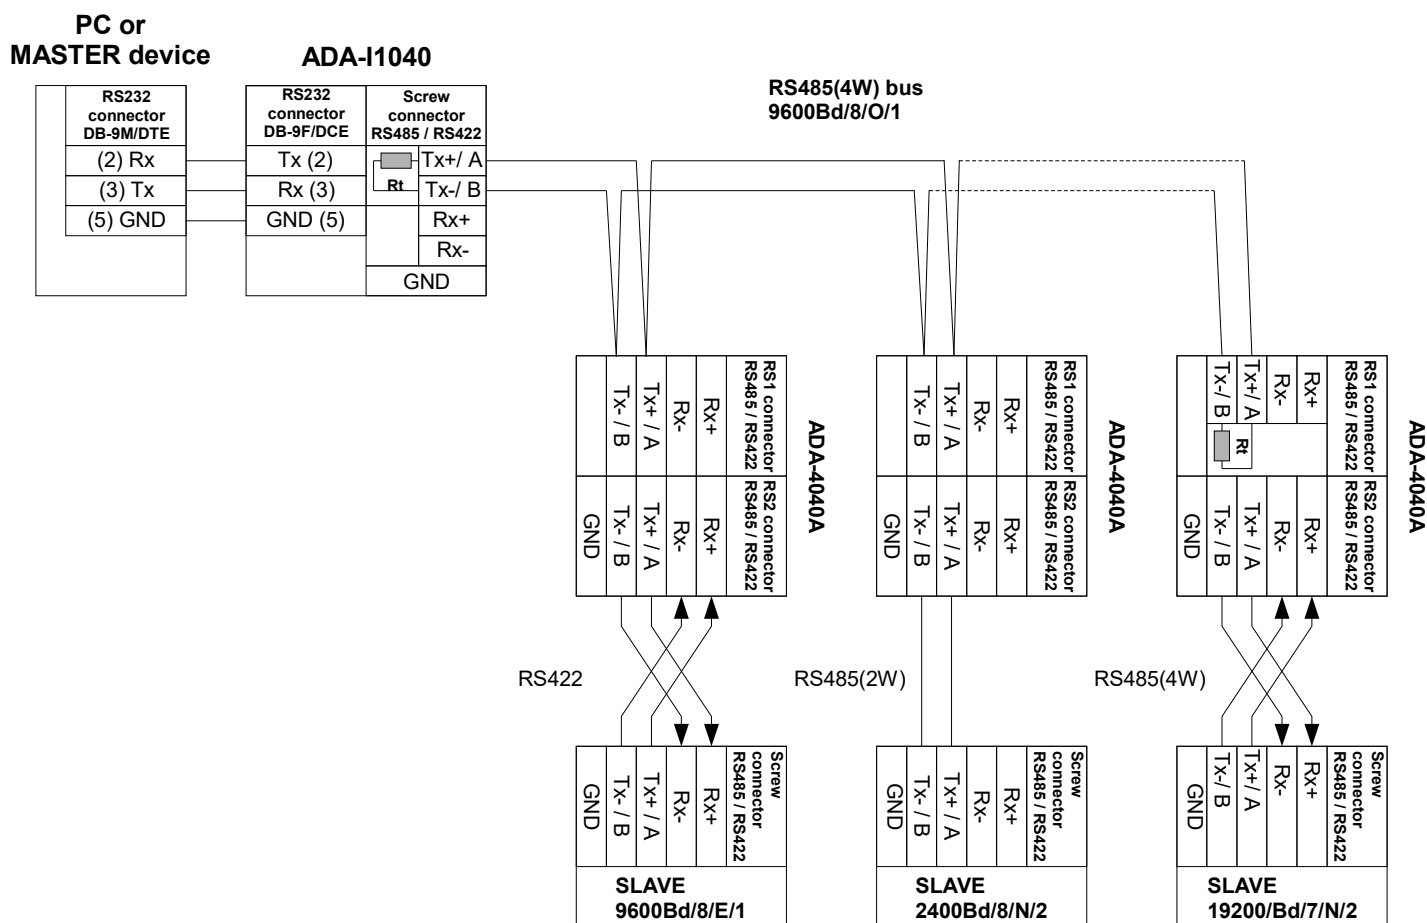 PC or
MASTER device
ADA-I1040
RS232
connector
DB-9M/DTE
(2) Rx
(3) Tx
(5) GND
RS232
connector
DB-9F/DCE
Tx (2)
Rx (3)
GND (5)
Screw
connector
RS485 / RS422
Rt
Tx+/ A
Tx-/ B
Rx+
Rx-
GND
RS485(4W) bus
9600Bd/8/O/1
RS1 connector
RS485 / RS422
Rx+
Rx-
Tx+ / A
Tx- / B
RS2 connector
RS485 / RS422
Rx+
Rx-
Tx+ / A
Tx- / B
GND
ADA-4040A
RS1 connector
RS485 / RS422
Rx+
Rx-
Tx+ / A
Tx- / B
RS2 connector
RS485 / RS422
Rx+
Rx-
Tx+ / A
Tx- / B
GND
ADA-4040A
RS1 connector
RS485 / RS422
Rx+
Rx-
Tx+/ A
Tx-/ B
Rt
RS2 connector
RS485 / RS422
Rx+
Rx-
Tx+ / A
Tx- / B
GND
ADA-4040A
RS422
RS485(2W)
RS485(4W)
Screw
connector
RS485 / RS422
Rx+
Rx-
Tx+ / A
Tx- / B
GND
SLAVE
9600Bd/8/E/1
Screw
connector
RS485 / RS422
Rx+
Rx-
Tx+ / A
Tx- / B
GND
SLAVE
2400Bd/8/N/2
Screw
connector
RS485 / RS422
Rx+
Rx-
Tx+/ A
Tx-/ B
GND
SLAVE
19200/Bd/7/N/2